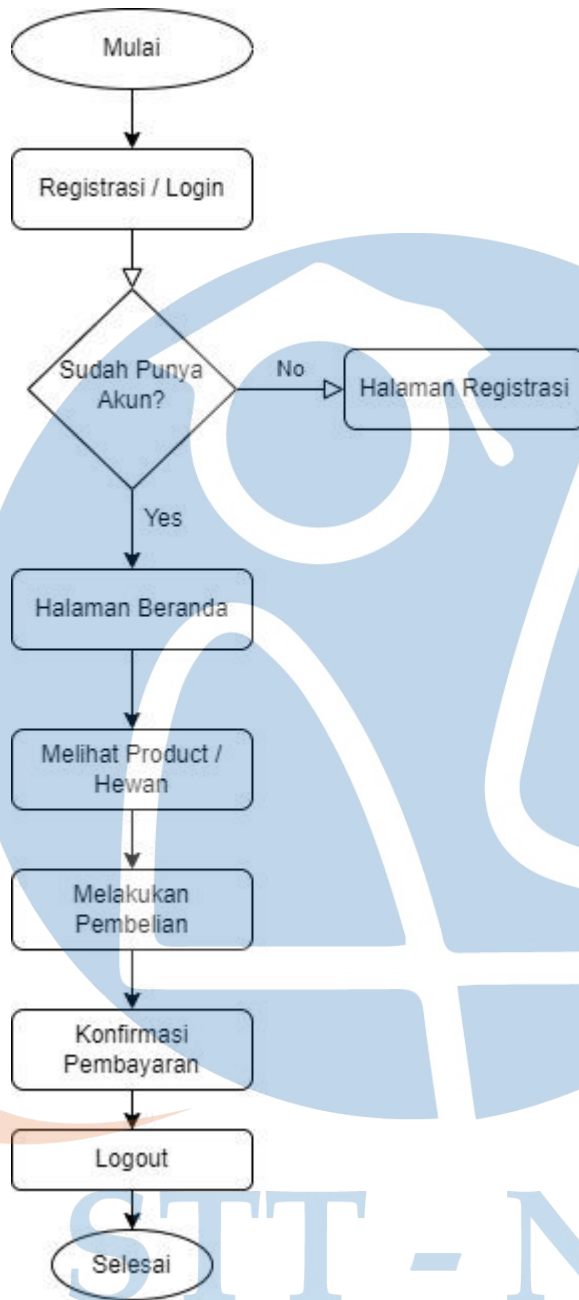 Mulai
Registrasi / Login
Sudah Punya
Akun?
No
Halaman Registrasi
Yes
Halaman Beranda
Melihat Product /
Hewan
Melakukan
Pembelian
Konfirmasi
Pembayaran
Logout
Selesai
STT - N